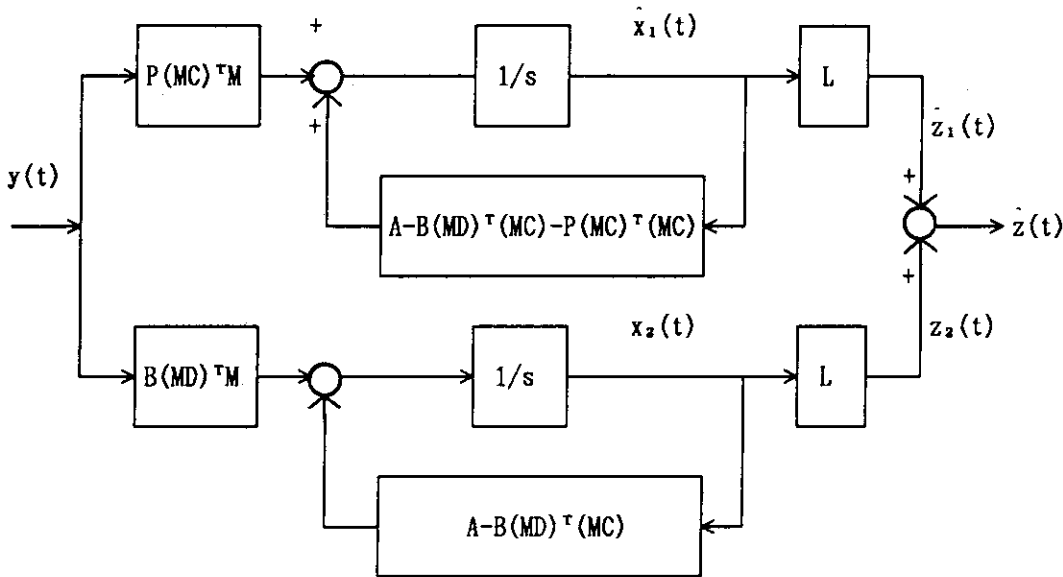 +
x̂₁(t)
P(MC)ᵀM
1/s
L
+
ẑ₁(t)
y(t)
+
A-B(MD)ᵀ(MC)-P(MC)ᵀ(MC)
ẑ(t)
+
x₂(t)
z₂(t)
B(MD)ᵀM
1/s
L
A-B(MD)ᵀ(MC)